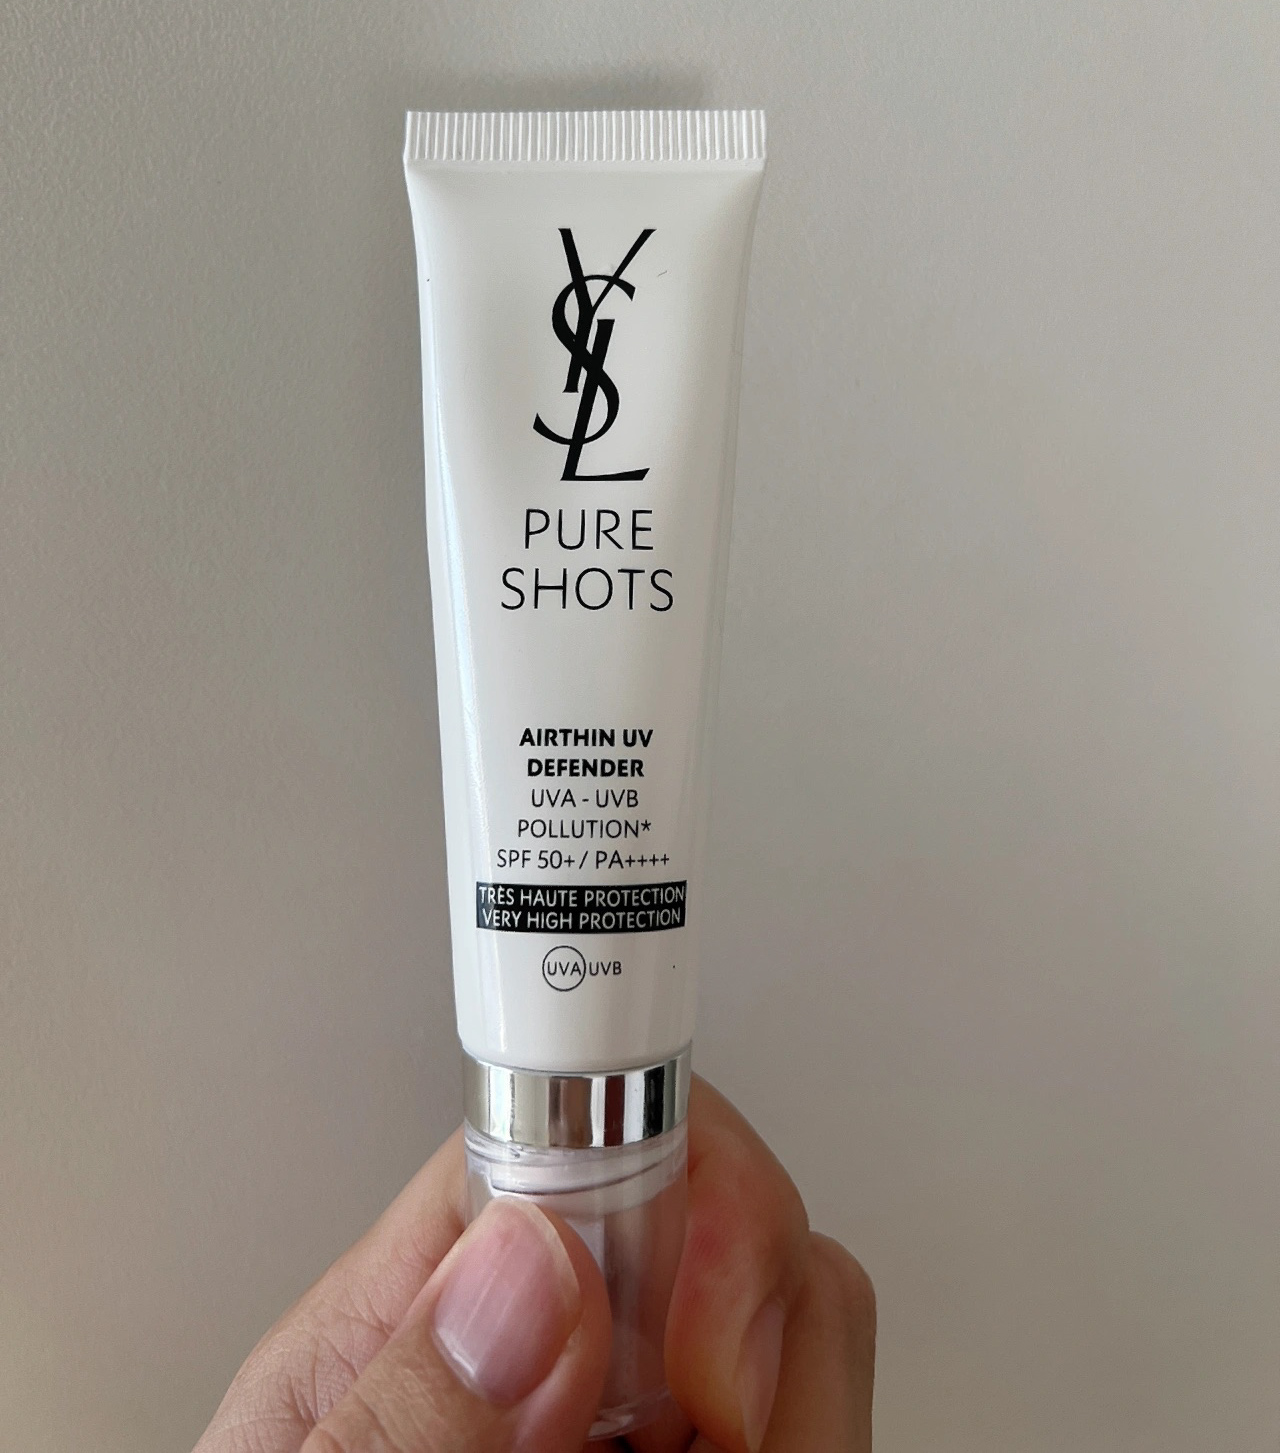 YSL
PURE
SHOTS
AIRTHIN UV
DEFENDER
UVA - UVB
POLLUTION*
SPF 50+ / PA++++
TRÈS HAUTE PROTECTION
VERY HIGH PROTECTION
UVA UVB